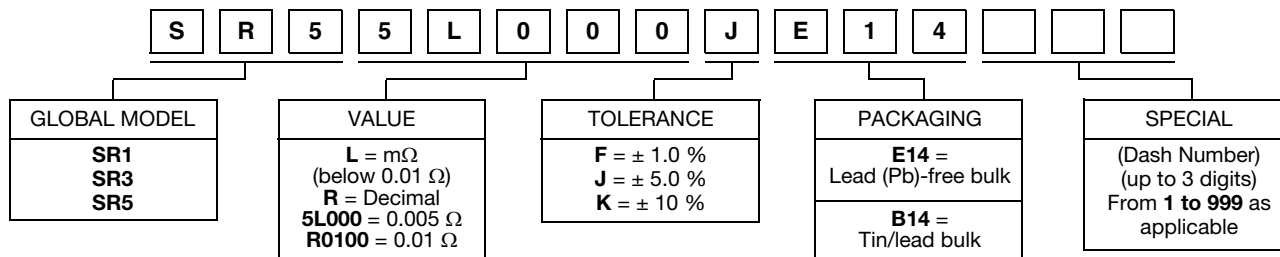 S R 5 5 L 0 0 0 J E 1 4
GLOBAL MODEL
SR1
SR3
SR5
VALUE
L = mΩ
(below 0.01 Ω)
R = Decimal
5L000 = 0.005 Ω
R0100 = 0.01 Ω
TOLERANCE
F = ± 1.0 %
J = ± 5.0 %
K = ± 10 %
PACKAGING
E14 =
Lead (Pb)-free bulk
B14 =
Tin/lead bulk
SPECIAL
(Dash Number)
(up to 3 digits)
From 1 to 999 as
applicable